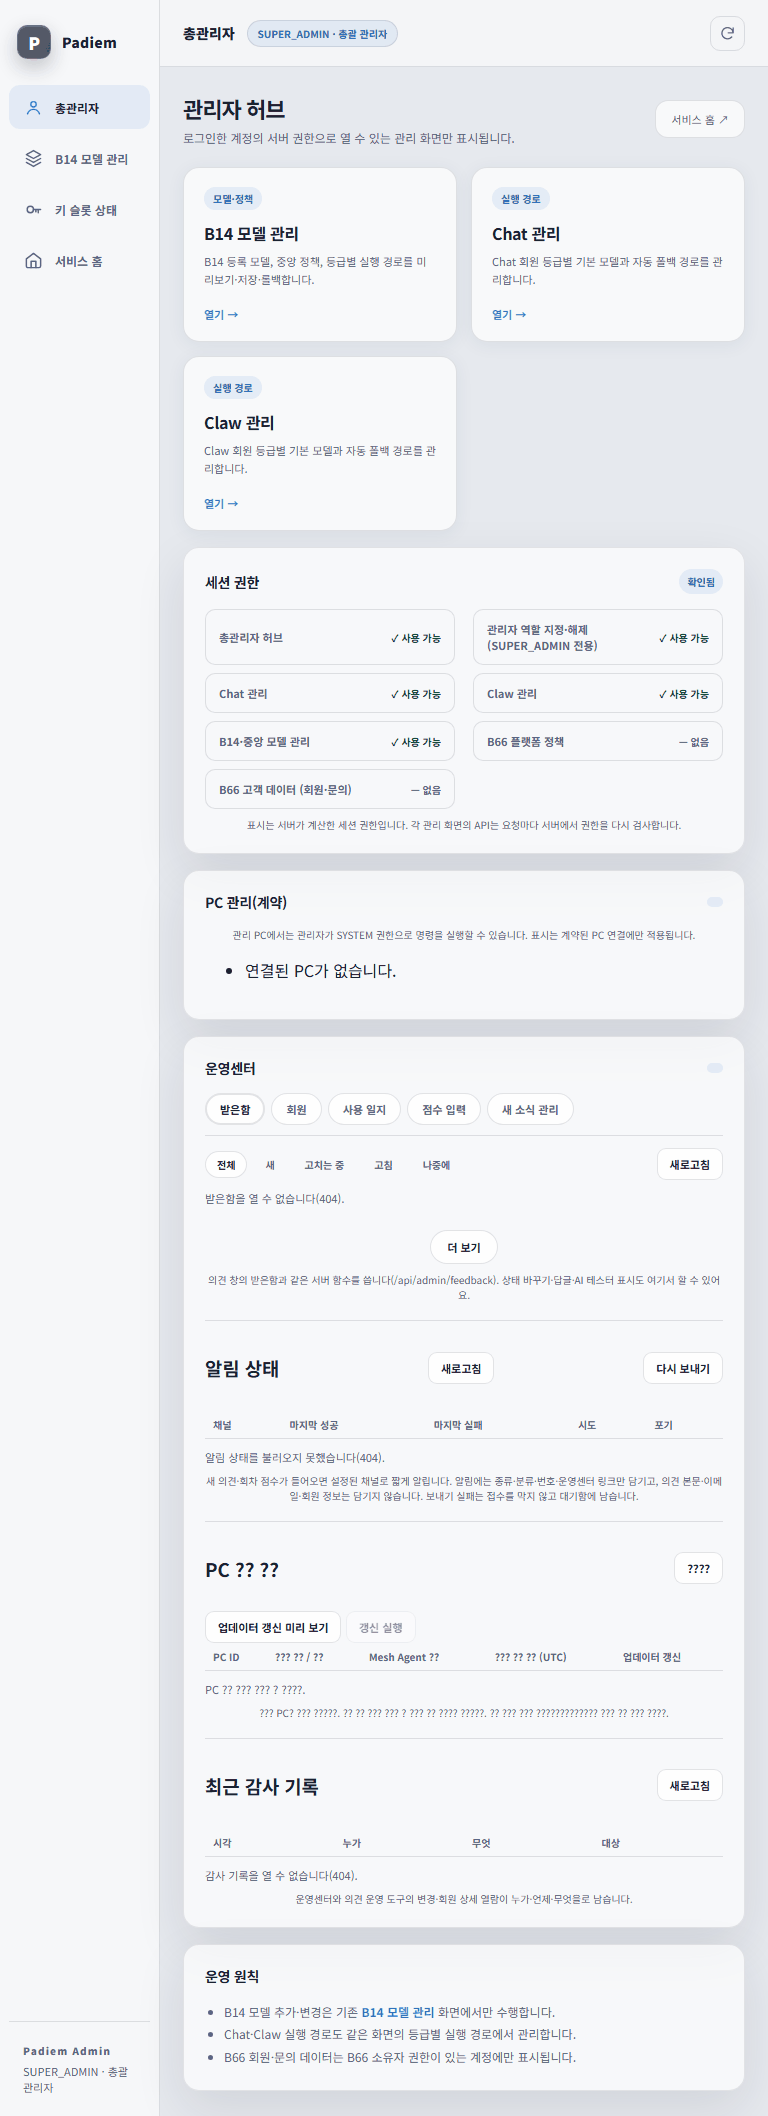 P Padiem
총관리자
B14 모델 관리
키 슬롯 상태
서비스 홈
총관리자 SUPER_ADMIN · 총괄 관리자
관리자 허브
로그인한 계정의 서버 권한으로 열 수 있는 관리 화면만 표시됩니다.
서비스 홈 ↗
모델·정책
B14 모델 관리
B14 등록 모델, 중앙 정책, 등급별 실행 경로를 미
리보기·저장·롤백합니다.
열기 →
실행 경로
Chat 관리
Chat 회원 등급별 기본 모델과 자동 폴백 경로를 관
리합니다.
열기 →
실행 경로
Claw 관리
Claw 회원 등급별 기본 모델과 자동 폴백 경로를 관
리합니다.
열기 →
세션 권한 확인됨
총관리자 허브 ✓ 사용 가능
관리자 역할 지정·해제
(SUPER_ADMIN 전용) ✓ 사용 가능
Chat 관리 ✓ 사용 가능
Claw 관리 ✓ 사용 가능
B14·중앙 모델 관리 ✓ 사용 가능
B66 플랫폼 정책 — 없음
B66 고객 데이터 (회원·문의) — 없음
표시는 서버가 계산한 세션 권한입니다. 각 관리 화면의 API는 요청마다 서버에서 권한을 다시 검사합니다.
PC 관리(계약)
관리 PC에서는 관리자가 SYSTEM 권한으로 명령을 실행할 수 있습니다. 표시는 계약된 PC 연결에만 적용됩니다.
• 연결된 PC가 없습니다.
운영센터
받은함 회원 사용 일지 점수 입력 새 소식 관리
전체 새 고치는 중 고침 나중에 새로고침
받은함을 열 수 없습니다(404).
더 보기
의견 창의 받은함과 같은 서버 함수를 씁니다(/api/admin/feedback). 상태 바꾸기·답글·AI 테스터 표시도 여기서 할 수 있어
요.
알림 상태 새로고침 다시 보내기
채널 마지막 성공 마지막 실패 시도 포기
알림 상태를 불러오지 못했습니다(404).
새 의견·회차 점수가 들어오면 설정된 채널로 짧게 알립니다. 알림에는 종류·분류·번호·운영센터 링크만 담기고, 의견 본문·이메
일·회원 정보는 담기지 않습니다. 보내기 실패는 접수를 막지 않고 대기함에 남습니다.
PC ?? ?? ????
업데이터 갱신 미리 보기 갱신 실행
PC ID ??? ?? / ?? Mesh Agent ?? ??? ?? ?? (UTC) 업데이터 갱신
PC ?? ??? ??? ? ????.
??? PC? ??? ?????. ?? ?? ??? ??? ? ??? ?? ???? ?????. ?? ??? ??? ????????????? ??? ?? ??? ????.
최근 감사 기록 새로고침
시각 누가 무엇 대상
감사 기록을 열 수 없습니다(404).
운영센터와 의견 운영 도구의 변경·회원 상세 열람이 누가·언제·무엇을로 남습니다.
운영 원칙
• B14 모델 추가·변경은 기존 B14 모델 관리 화면에서만 수행합니다.
• Chat·Claw 실행 경로도 같은 화면의 등급별 실행 경로에서 관리합니다.
• B66 회원·문의 데이터는 B66 소유자 권한이 있는 계정에만 표시됩니다.
Padiem Admin
SUPER_ADMIN · 총괄
관리자